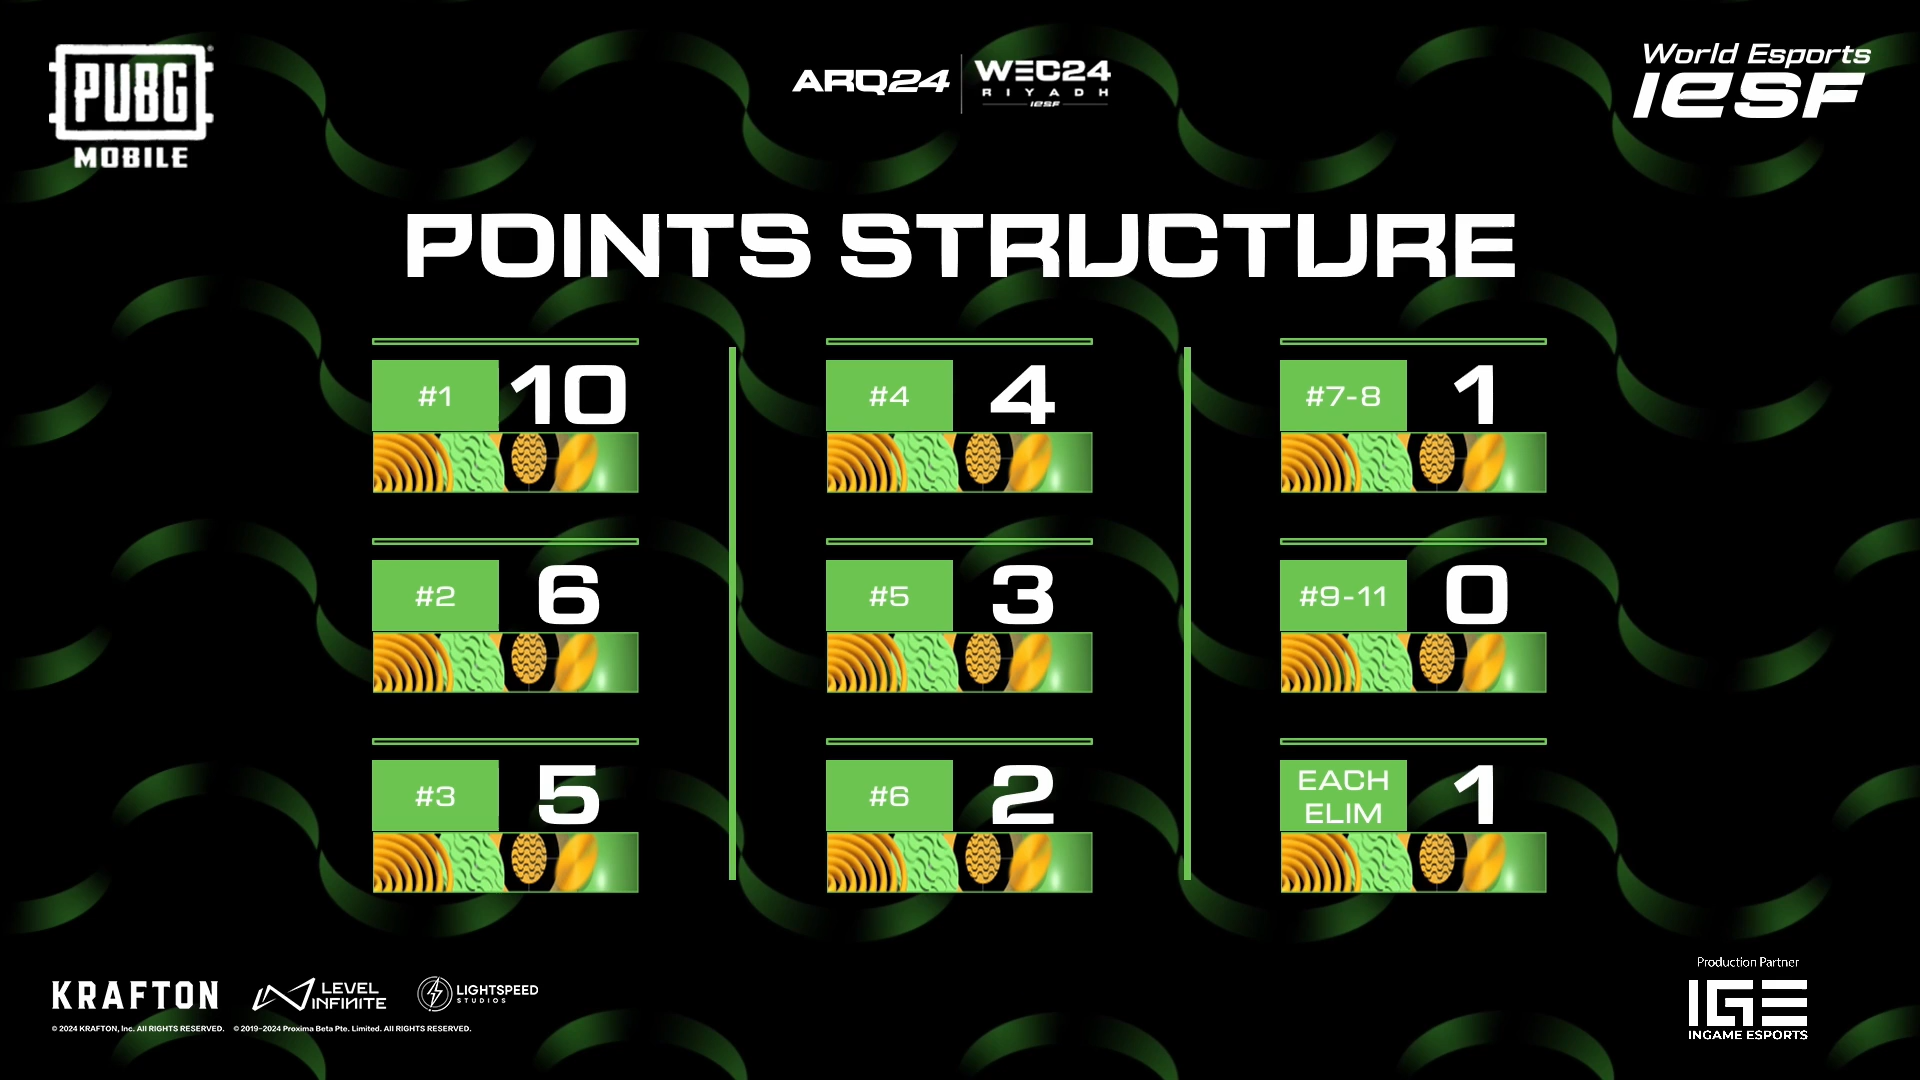 PUBG
MOBILE
ARQ24
WEC24
RIYADH
IESF
World Esports
IESF
POINTS STRUCTURE
#1 10
#2 6
#3 5
#4 4
#5 3
#6 2
#7-8 1
#9-11 0
EACH ELIM 1
KRAFTON
LEVEL
INFINITE
LIGHTSPEED
STUDIOS
© 2024 KRAFTON, Inc. All RIGHTS RESERVED. © 2019-2024 Proxima Beta Pte. Limited. All RIGHTS RESERVED.
Production Partner
IGE
INGAME ESPORTS